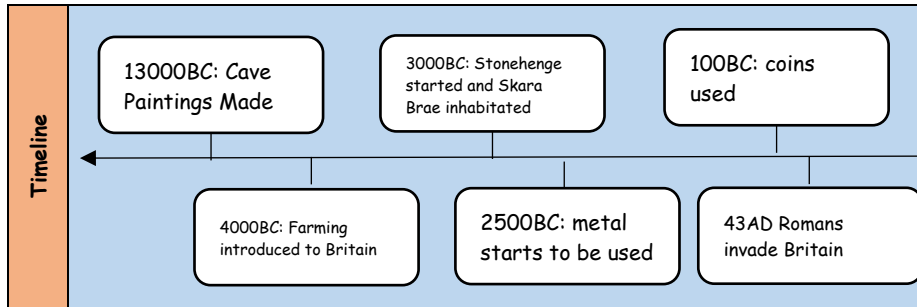 Timeline
13000BC: Cave
Paintings Made
3000BC: Stonehenge
started and Skara
Brae inhabitated
100BC: coins
used
4000BC: Farming
introduced to Britain
2500BC: metal
starts to be used
43AD Romans
invade Britain